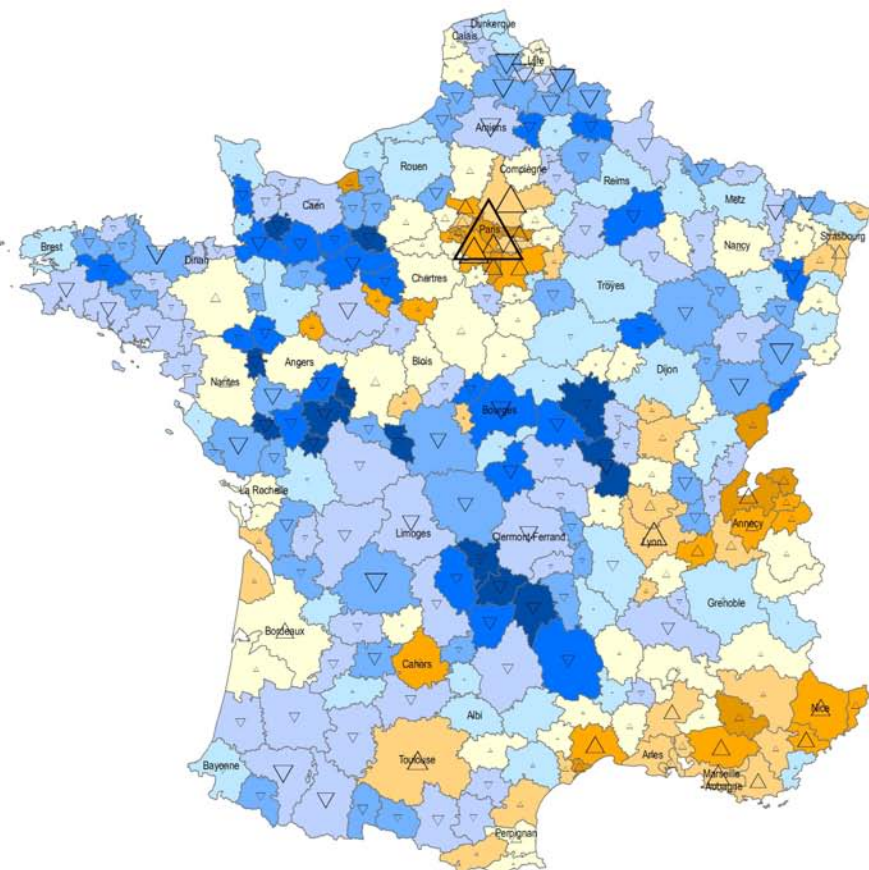 Dunkerque
Calais
Lille
Amiens
Rouen
Compiègne
Reims
Caen
Metz
Paris
Strasbourg
Nancy
Brest
Dinan
Chartres
Troyes
Angers
Blois
Dijon
Nantes
Bourges
La Rochelle
Annecy
Limoges
Clermont-Ferrand
Lyon
Grenoble
Bordeaux
Cahors
Nice
Albi
Arles
Toulouse
Bayonne
Marseille
Aubagne
Perpignan